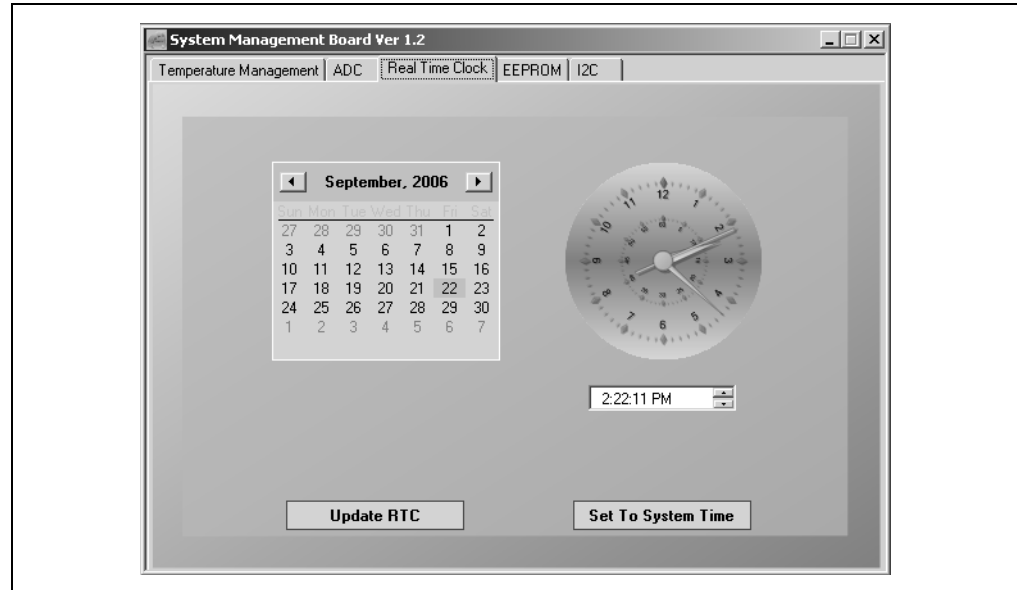 System Management Board Ver 1.2
Temperature Management ADC Real Time Clock EEPROM I2C
September, 2006
Sun Mon Tue Wed Thu Fri Sat
27 28 29 30 31 1 2
3 4 5 6 7 8 9
10 11 12 13 14 15 16
17 18 19 20 21 22 23
24 25 26 27 28 29 30
1 2 3 4 5 6 7
12
1
2
3
4
5
6
7
8
9
10
11
2:22:11 PM
Update RTC
Set To System Time